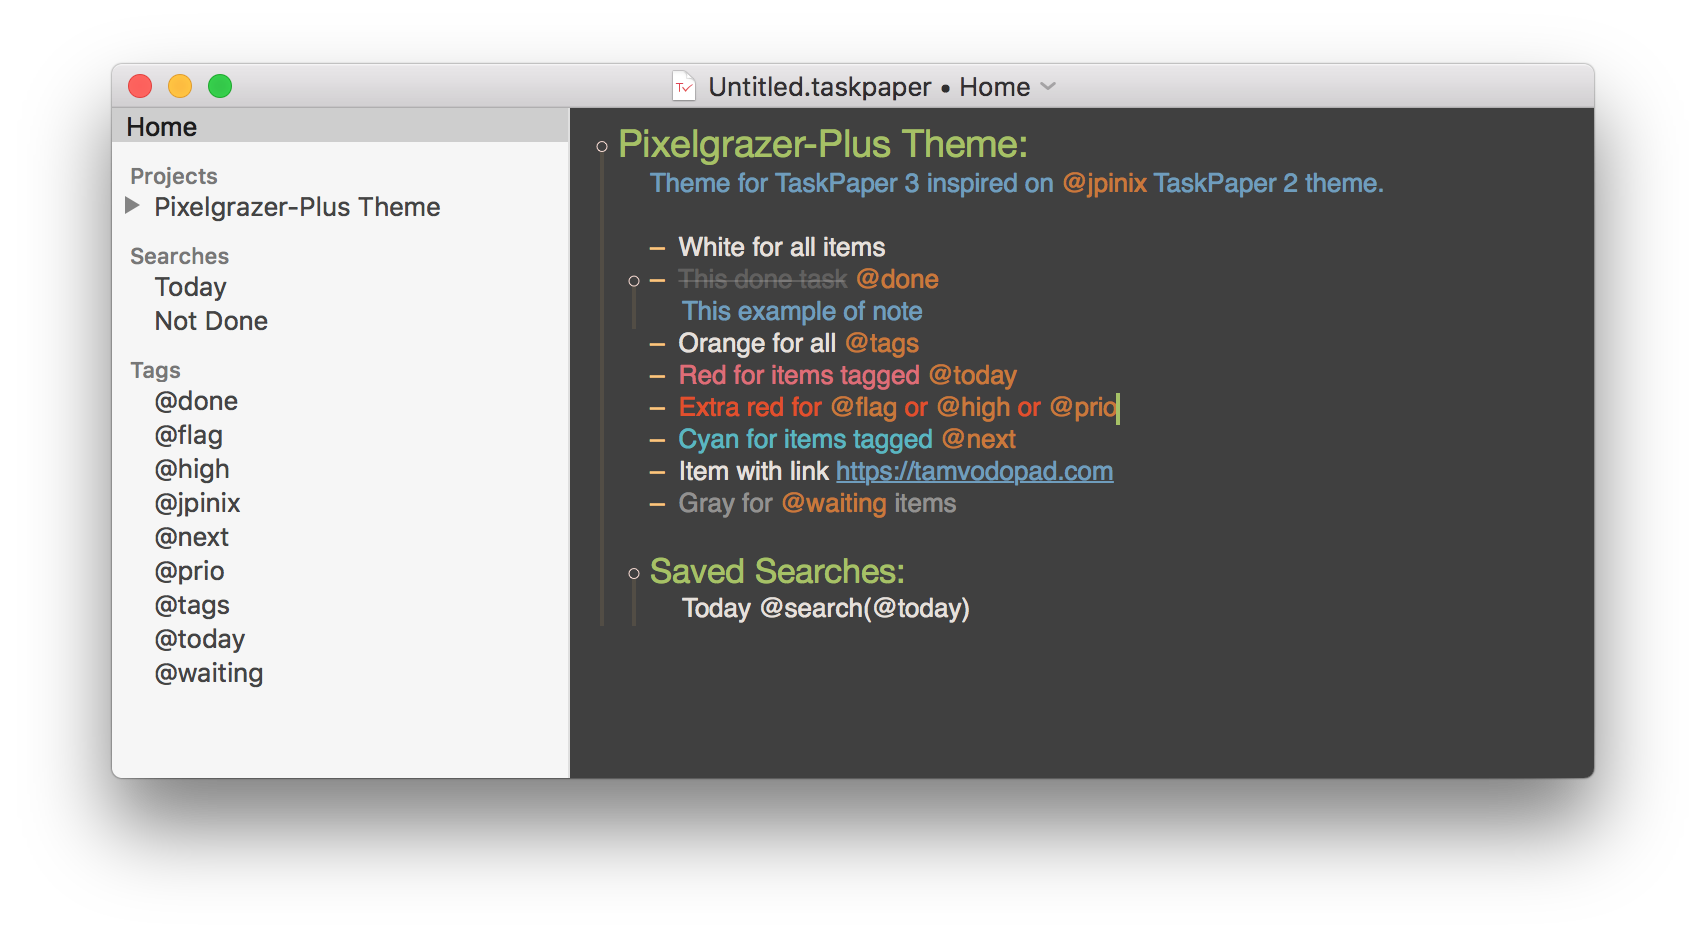 Untitled.taskpaper • Home
Home
Projects
Pixelgrazer-Plus Theme
Searches
Today
Not Done
Tags
@done
@flag
@high
@jpinix
@next
@prio
@tags
@today
@waiting
Pixelgrazer-Plus Theme:
Theme for TaskPaper 3 inspired on @jpinix TaskPaper 2 theme.
– White for all items
– This done task @done
This example of note
– Orange for all @tags
– Red for items tagged @today
– Extra red for @flag or @high or @prio
– Cyan for items tagged @next
– Item with link https://tamvodopad.com
– Gray for @waiting items
Saved Searches:
Today @search(@today)